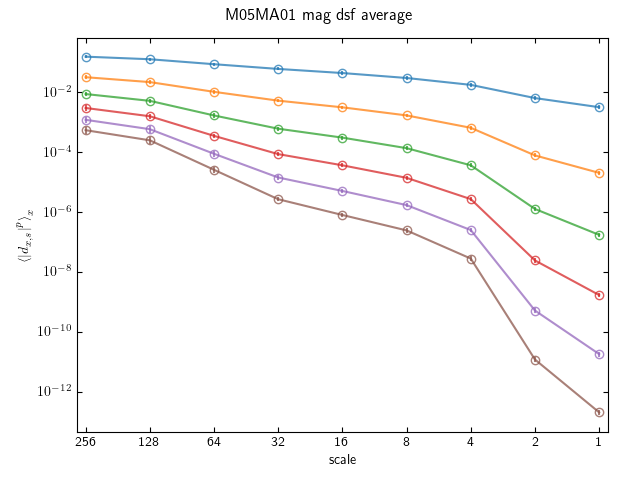 M05MA01 mag dsf average
10⁻²
10⁻⁴
10⁻⁶
10⁻⁸
10⁻¹⁰
10⁻¹²
⟨|d_{x,s}|^p⟩_x
256 128 64 32 16 8 4 2 1
scale